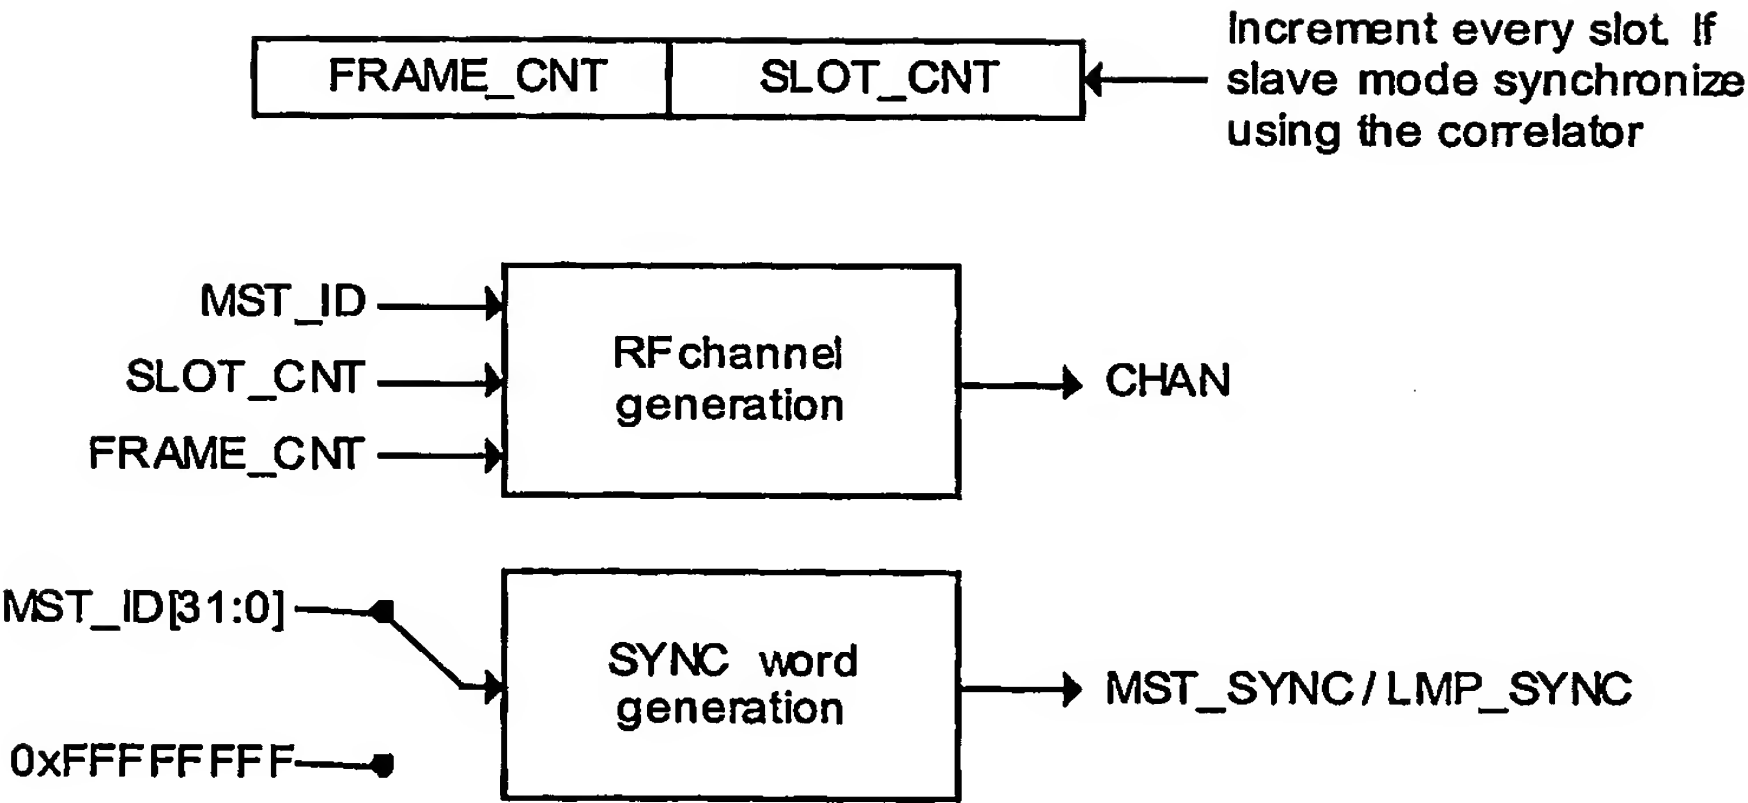 FRAME_CNT SLOT_CNT
Increment every slot. If
slave mode synchronize
using the correlator
MST_ID
SLOT_CNT
FRAME_CNT
RF channel
generation
CHAN
MST_ID[31:0]
0xFFFFFFFF
SYNC word
generation
MST_SYNC / LMP_SYNC